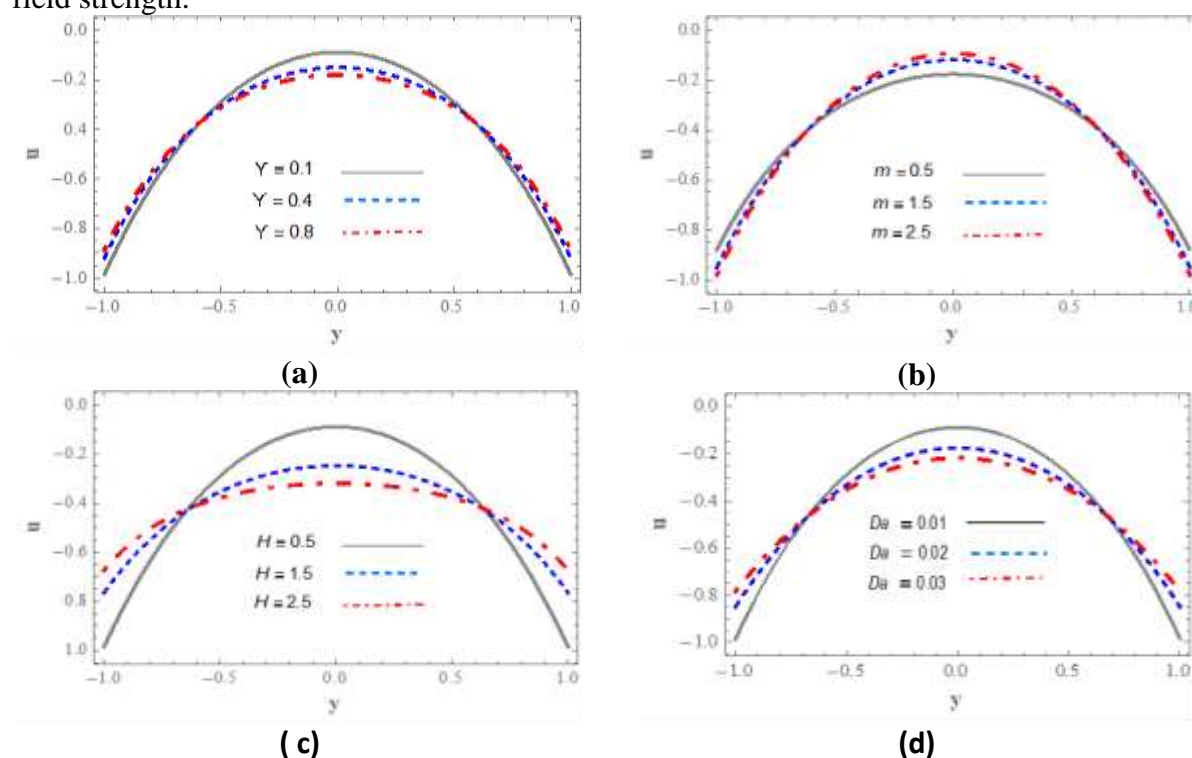 field strength.
0.0
−0.2
0.4
−0.6
−0.8
−1.0
u
ϒ = 0.1
ϒ = 0.4
ϒ = 0.8
−1.0 −0.5 0.0 0.5 1.0
y
(a)
0.0
−0.2
−0.4
−0.6
−0.8
−1.0
u
m = 0.5
m = 1.5
m = 2.5
−1.0 −0.5 0.0 0.5 1.0
y
(b)
0.0
−0.2
−0.4
−0.6
0.8
1.0
u
H = 0.5
H = 1.5
H = 2.5
−1.0 −0.5 0.0 0.5 1.0
y
( c)
0.0
−0.2
−0.4
−0.6
−0.8
−1.0
u
Da = 0.01
Da = 0.02
Da = 0.03
−1.0 −0.5 0.0 0.5 1.0
y
(d)